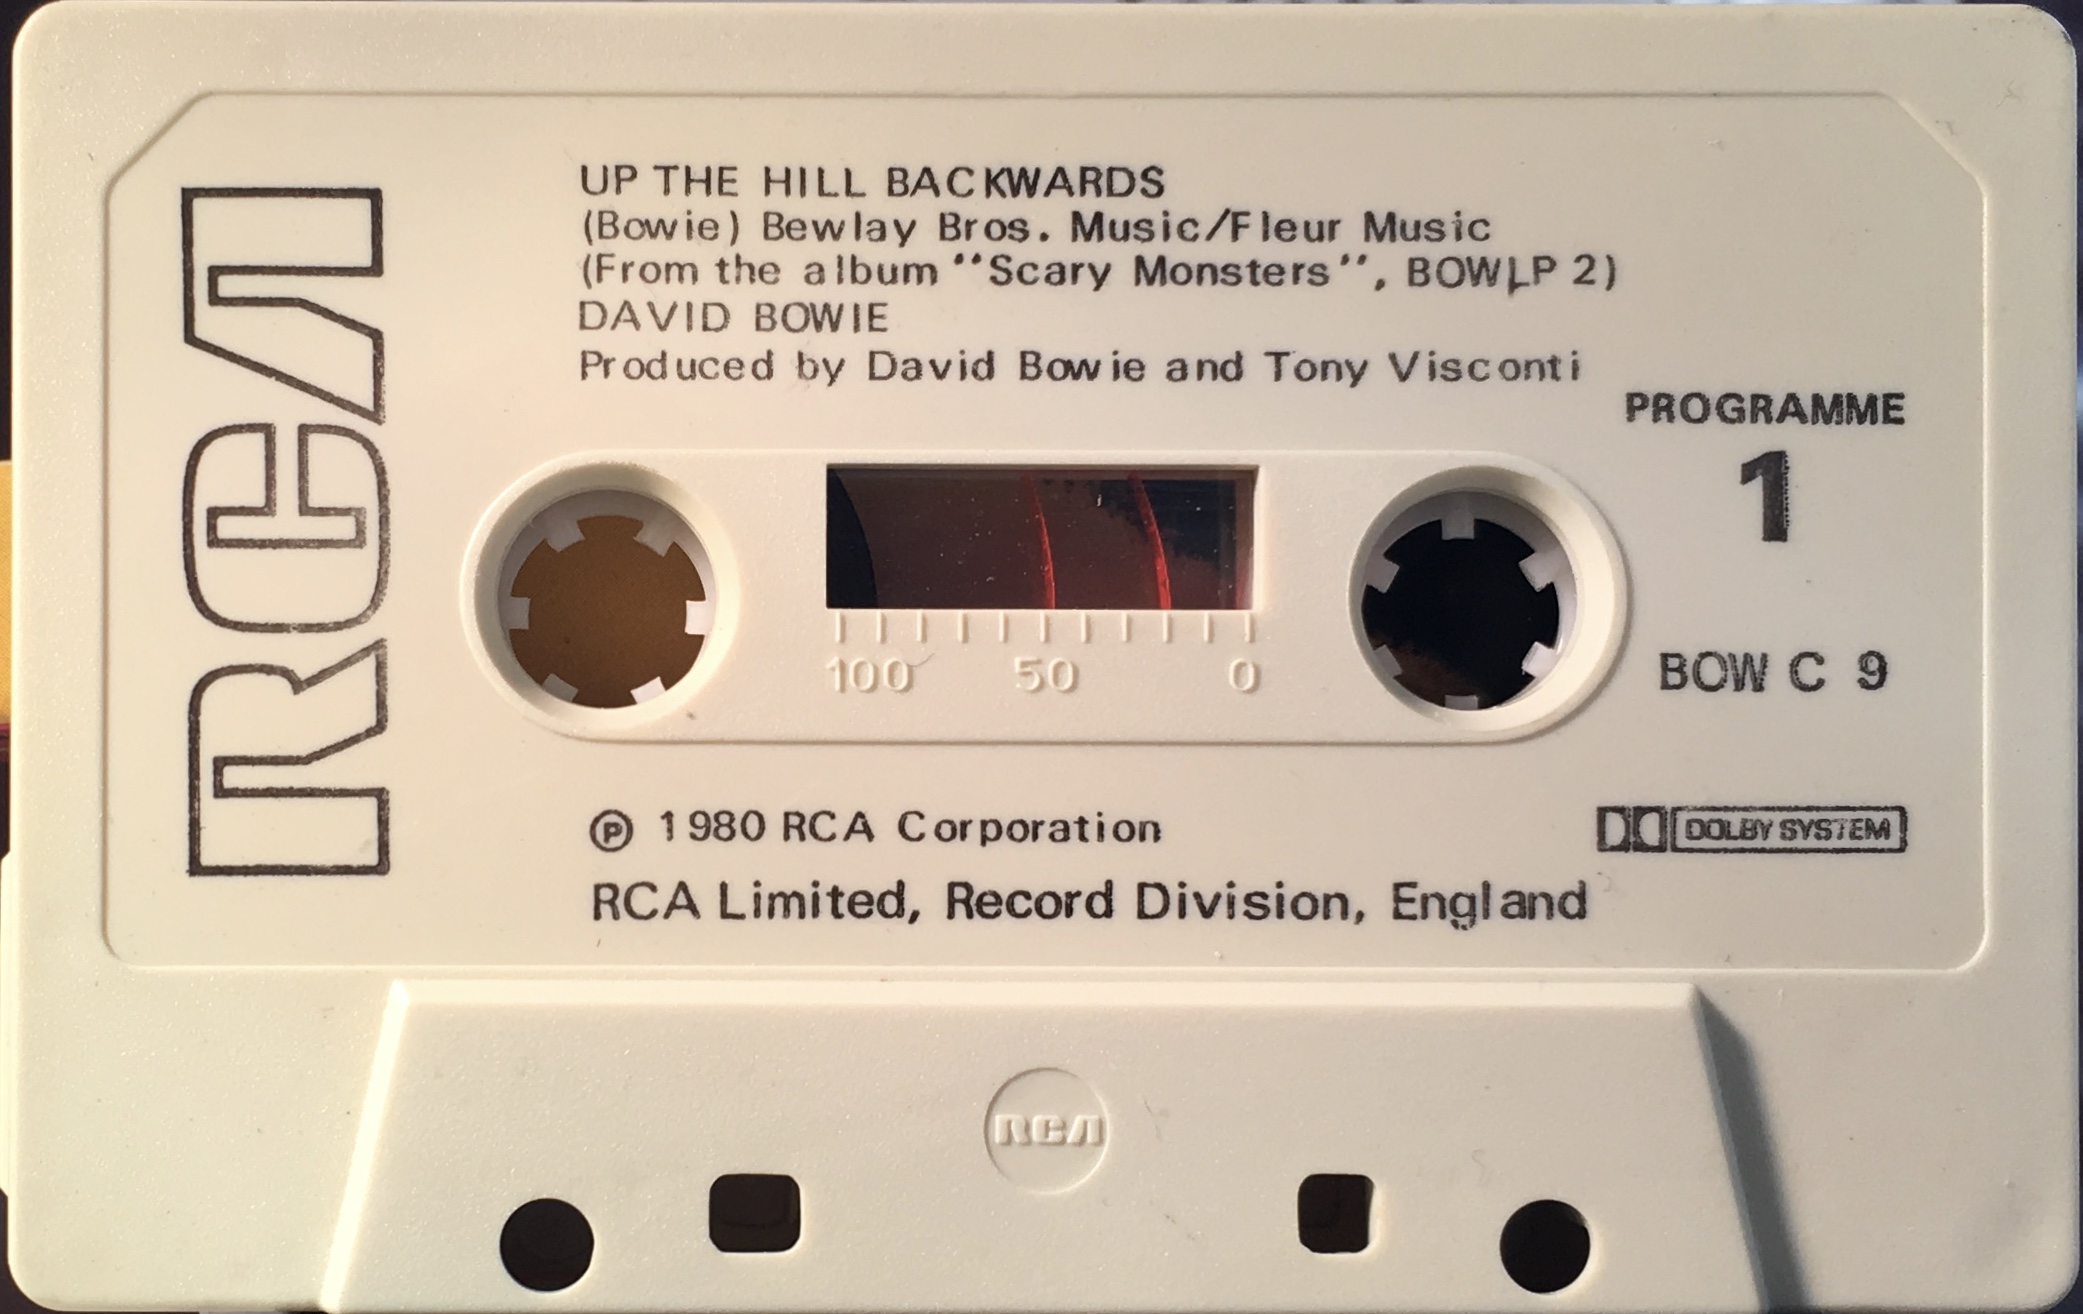 RCA
UP THE HILL BACKWARDS
(Bowie) Bewlay Bros. Music/Fleur Music
(From the album "Scary Monsters", BOWLP 2)
DAVID BOWIE
Produced by David Bowie and Tony Visconti
PROGRAMME
1
100 50 0
BOW C 9
℗ 1980 RCA Corporation
DOLBY SYSTEM
RCA Limited, Record Division, England
RCA